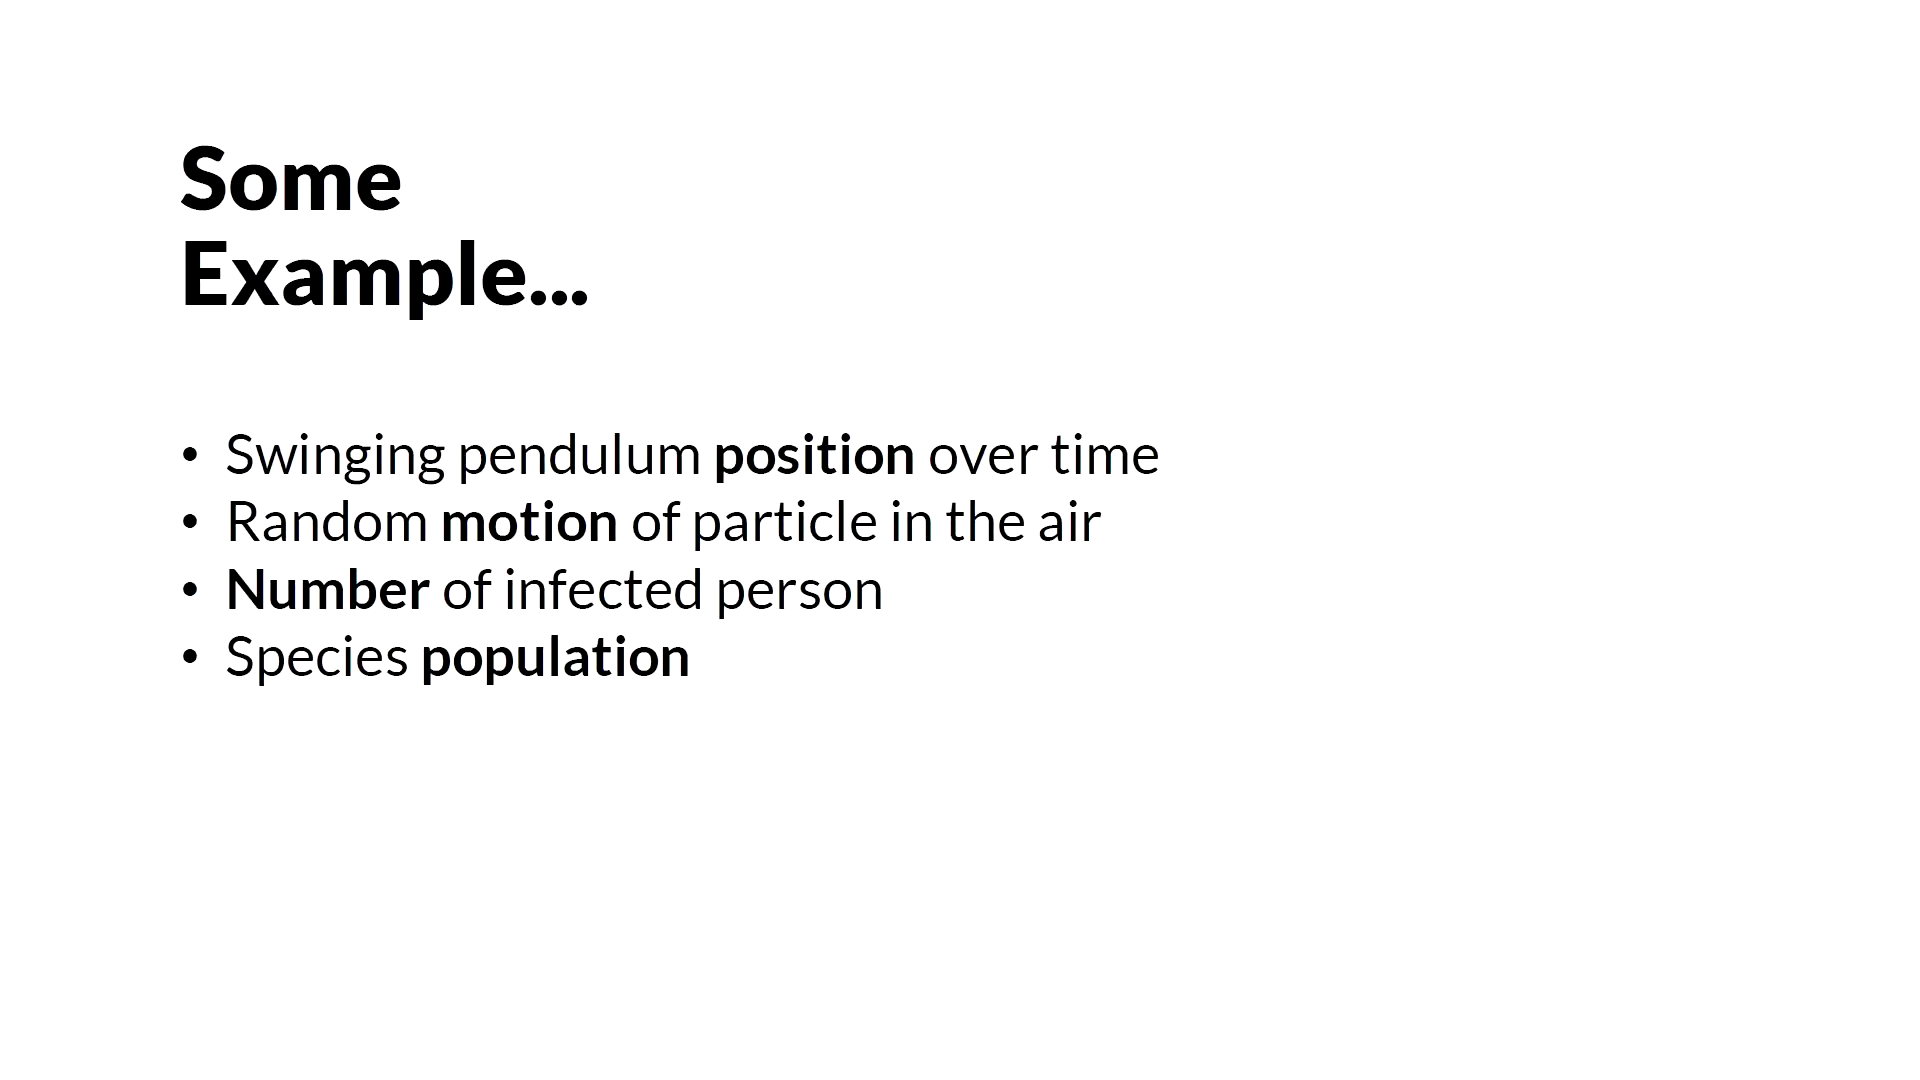 Some
Example...
• Swinging pendulum position over time
• Random motion of particle in the air
• Number of infected person
• Species population